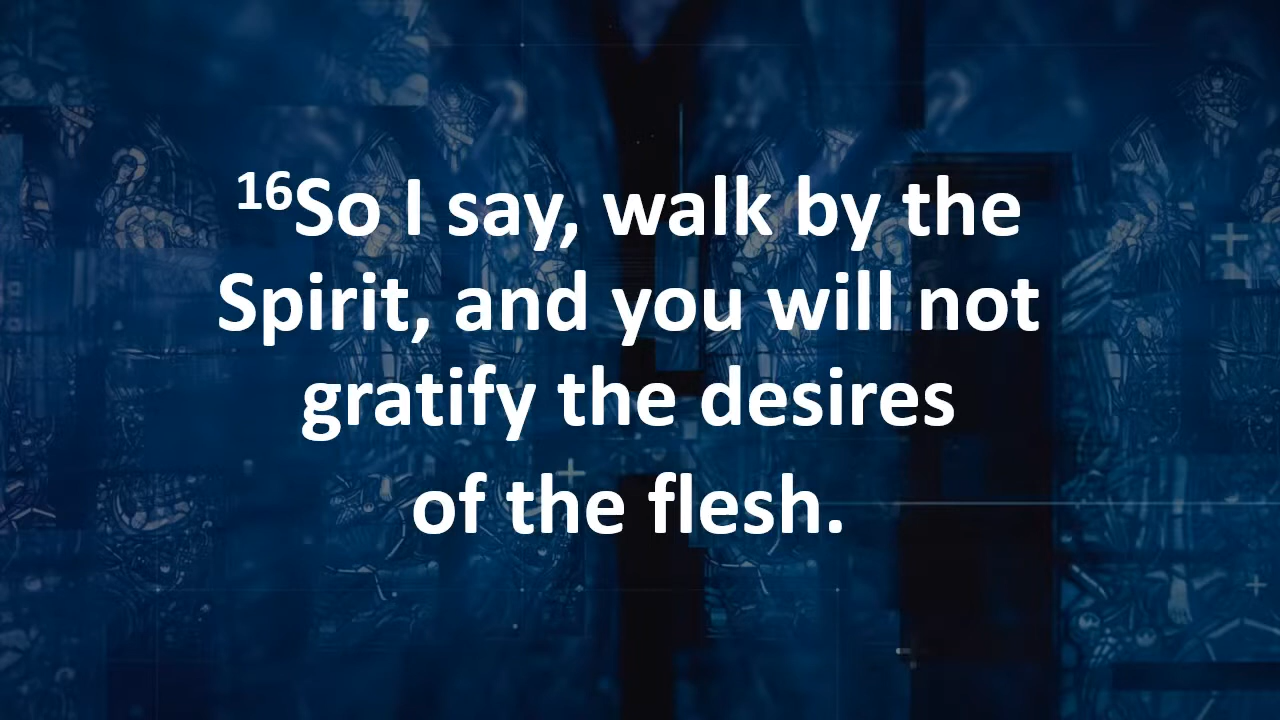 16So I say, walk by the
Spirit, and you will not
gratify the desires
of the flesh.